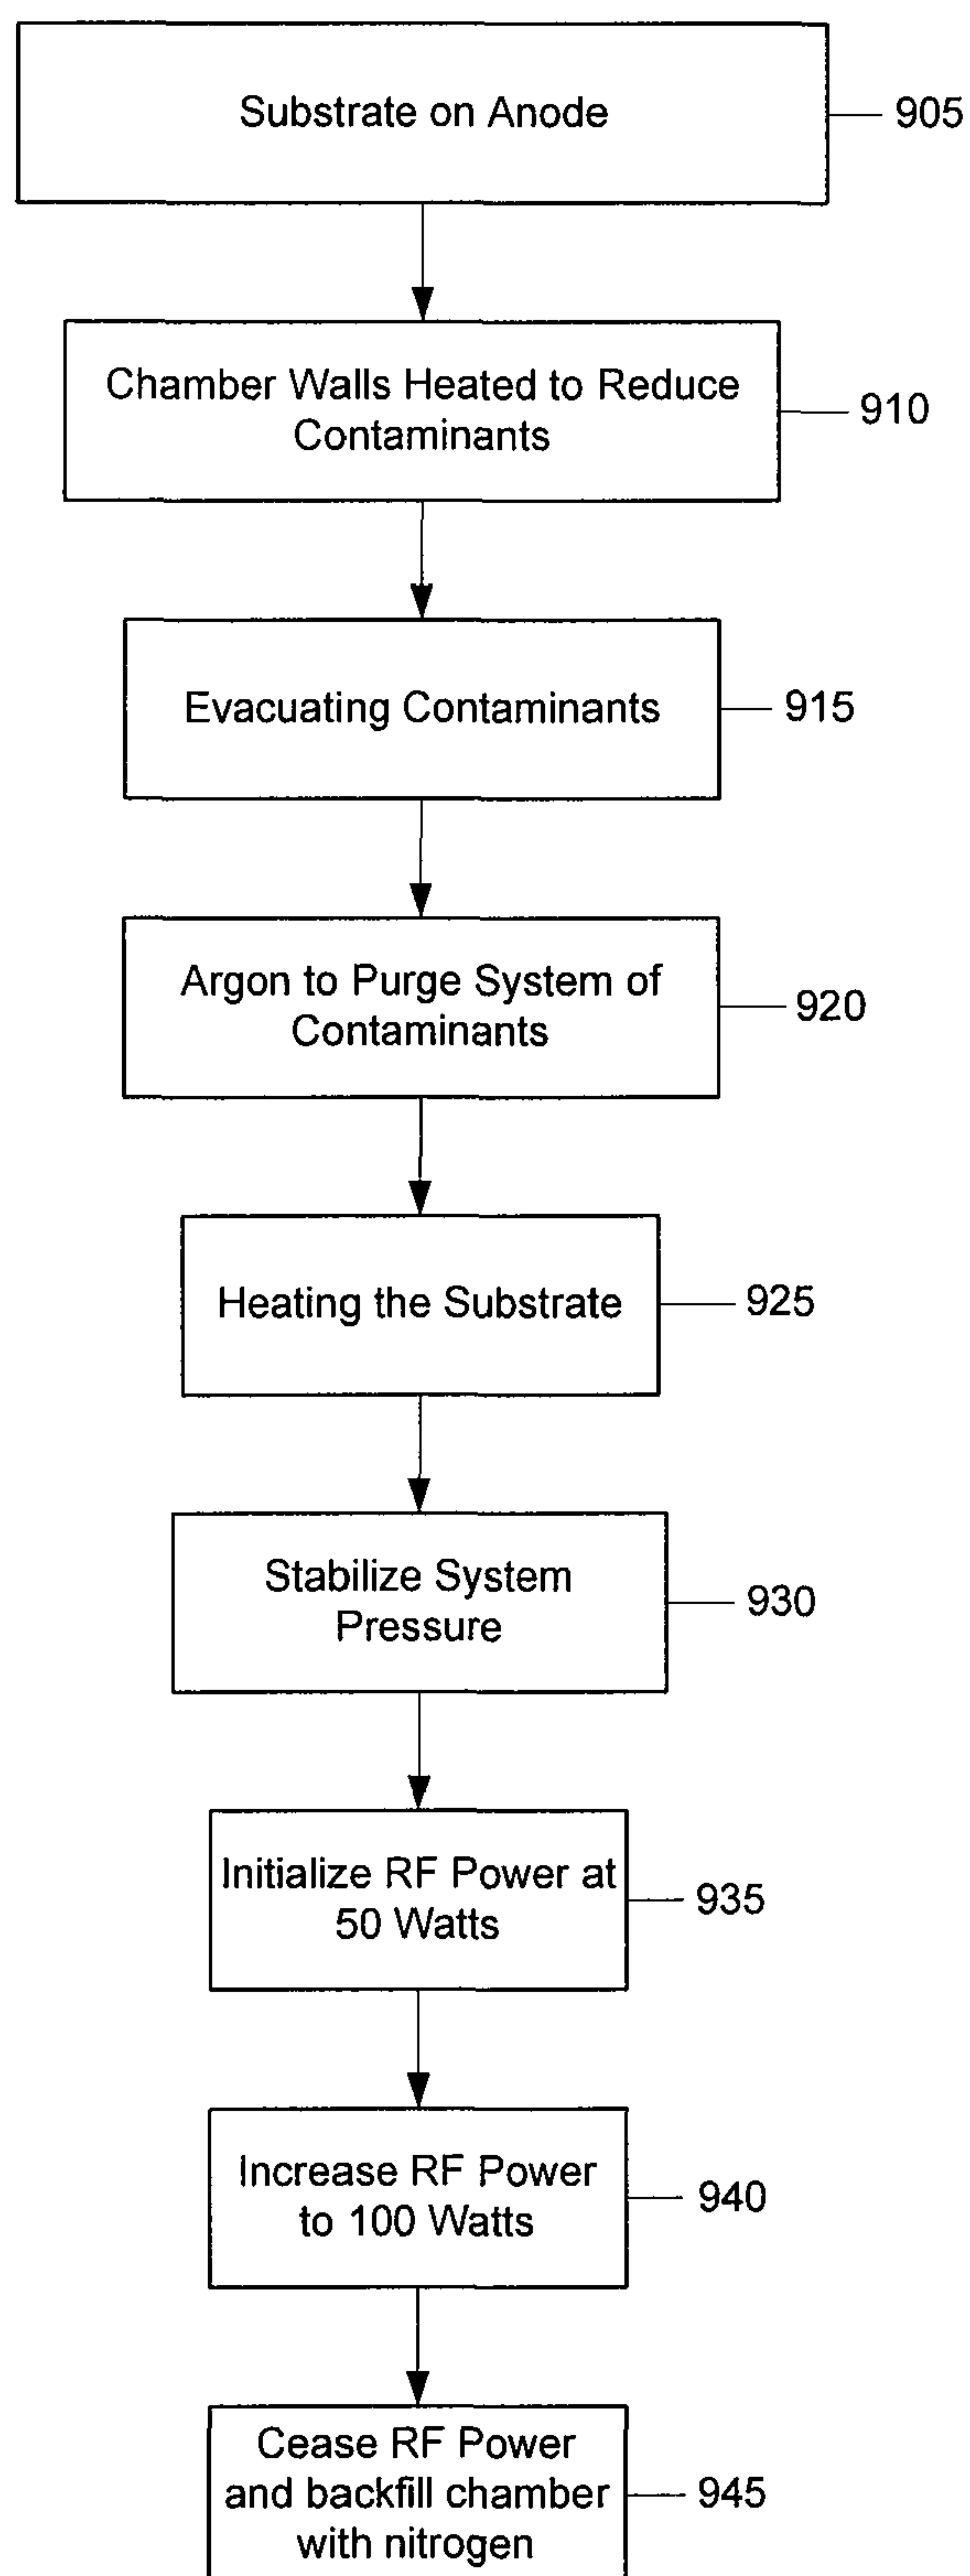 Substrate on Anode
905
Chamber Walls Heated to Reduce
Contaminants
910
Evacuating Contaminants
915
Argon to Purge System of
Contaminants
920
Heating the Substrate
925
Stabilize System
Pressure
930
Initialize RF Power at
50 Watts
935
Increase RF Power
to 100 Watts
940
Cease RF Power
and backfill chamber
with nitrogen
945